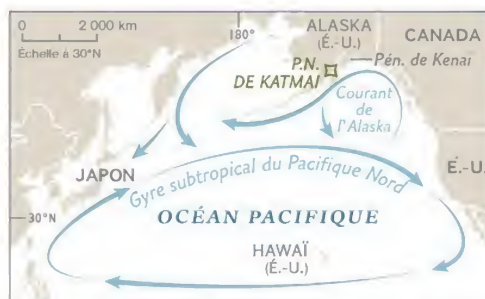 0 2 000 km
Échelle à 30°N
180°
ALASKA
(É.-U.)
CANADA
P.N.
DE KATMAI
Pén. de Kenai
Courant
de
l'Alaska
JAPON
É.-U.
Gyre subtropical du Pacifique Nord
30°N
OCÉAN PACIFIQUE
HAWAÏ
(É.-U.)